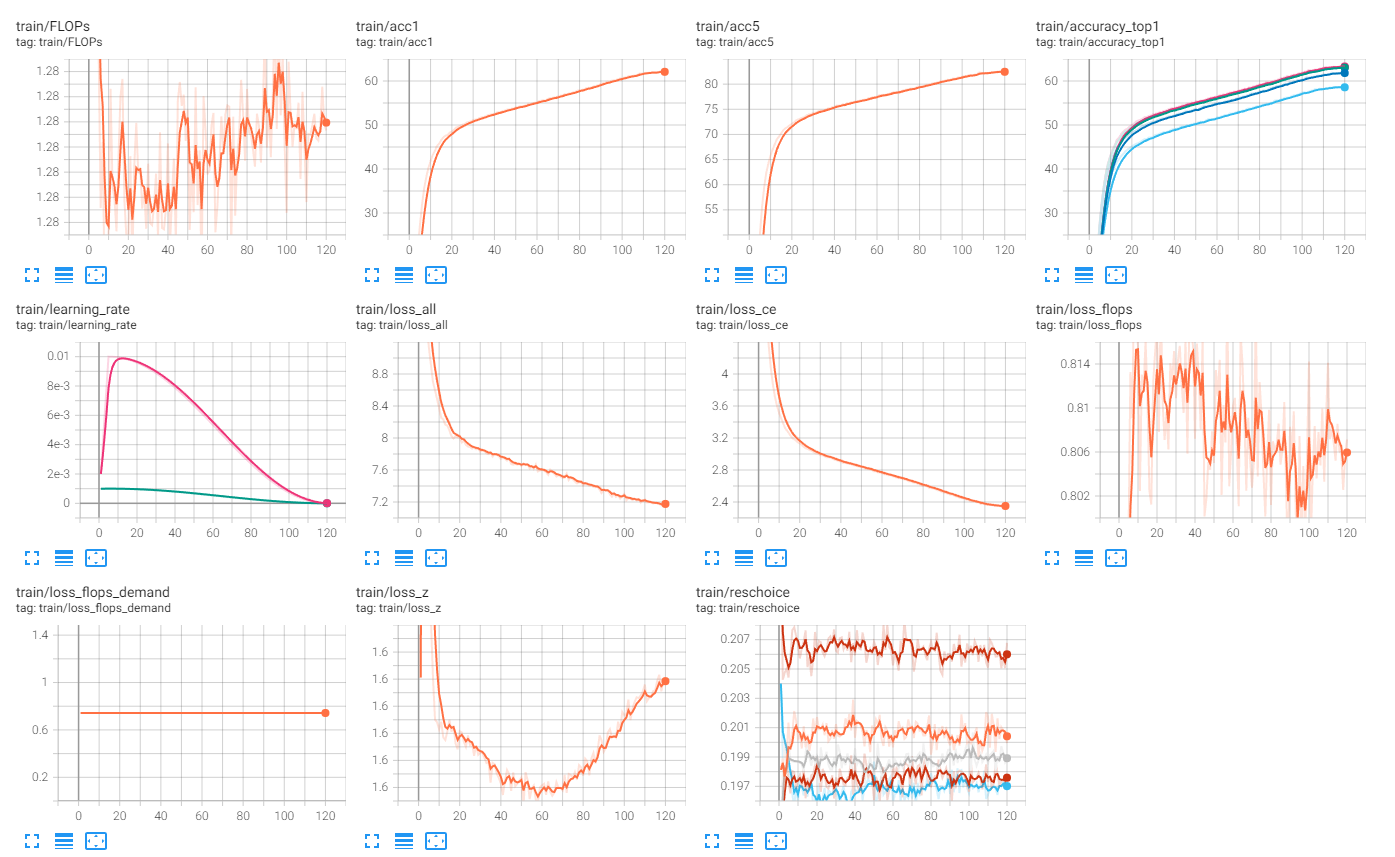 train/FLOPs
tag: train/FLOPs
1.28
1.28
1.28
1.28
1.28
1.28
1.28
0 20 40 60 80 100 120
train/acc1
tag: train/acc1
60
50
40
30
0 20 40 60 80 100 120
train/acc5
tag: train/acc5
80
75
70
65
60
55
0 20 40 60 80 100 120
train/accuracy_top1
tag: train/accuracy_top1
60
50
40
30
0 20 40 60 80 100 120
train/learning_rate
tag: train/learning_rate
0.01
8e-3
6e-3
4e-3
2e-3
0
0 20 40 60 80 100 120
train/loss_all
tag: train/loss_all
8.8
8.4
8
7.6
7.2
0 20 40 60 80 100 120
train/loss_ce
tag: train/loss_ce
4
3.6
3.2
2.8
2.4
0 20 40 60 80 100 120
train/loss_flops
tag: train/loss_flops
0.814
0.81
0.806
0.802
0 20 40 60 80 100 120
train/loss_flops_demand
tag: train/loss_flops_demand
1.4
1
0.6
0.2
0 20 40 60 80 100 120
train/loss_z
tag: train/loss_z
1.6
1.6
1.6
1.6
1.6
1.6
0 20 40 60 80 100 120
train/reschoice
tag: train/reschoice
0.207
0.205
0.203
0.201
0.199
0.197
0 20 40 60 80 100 120